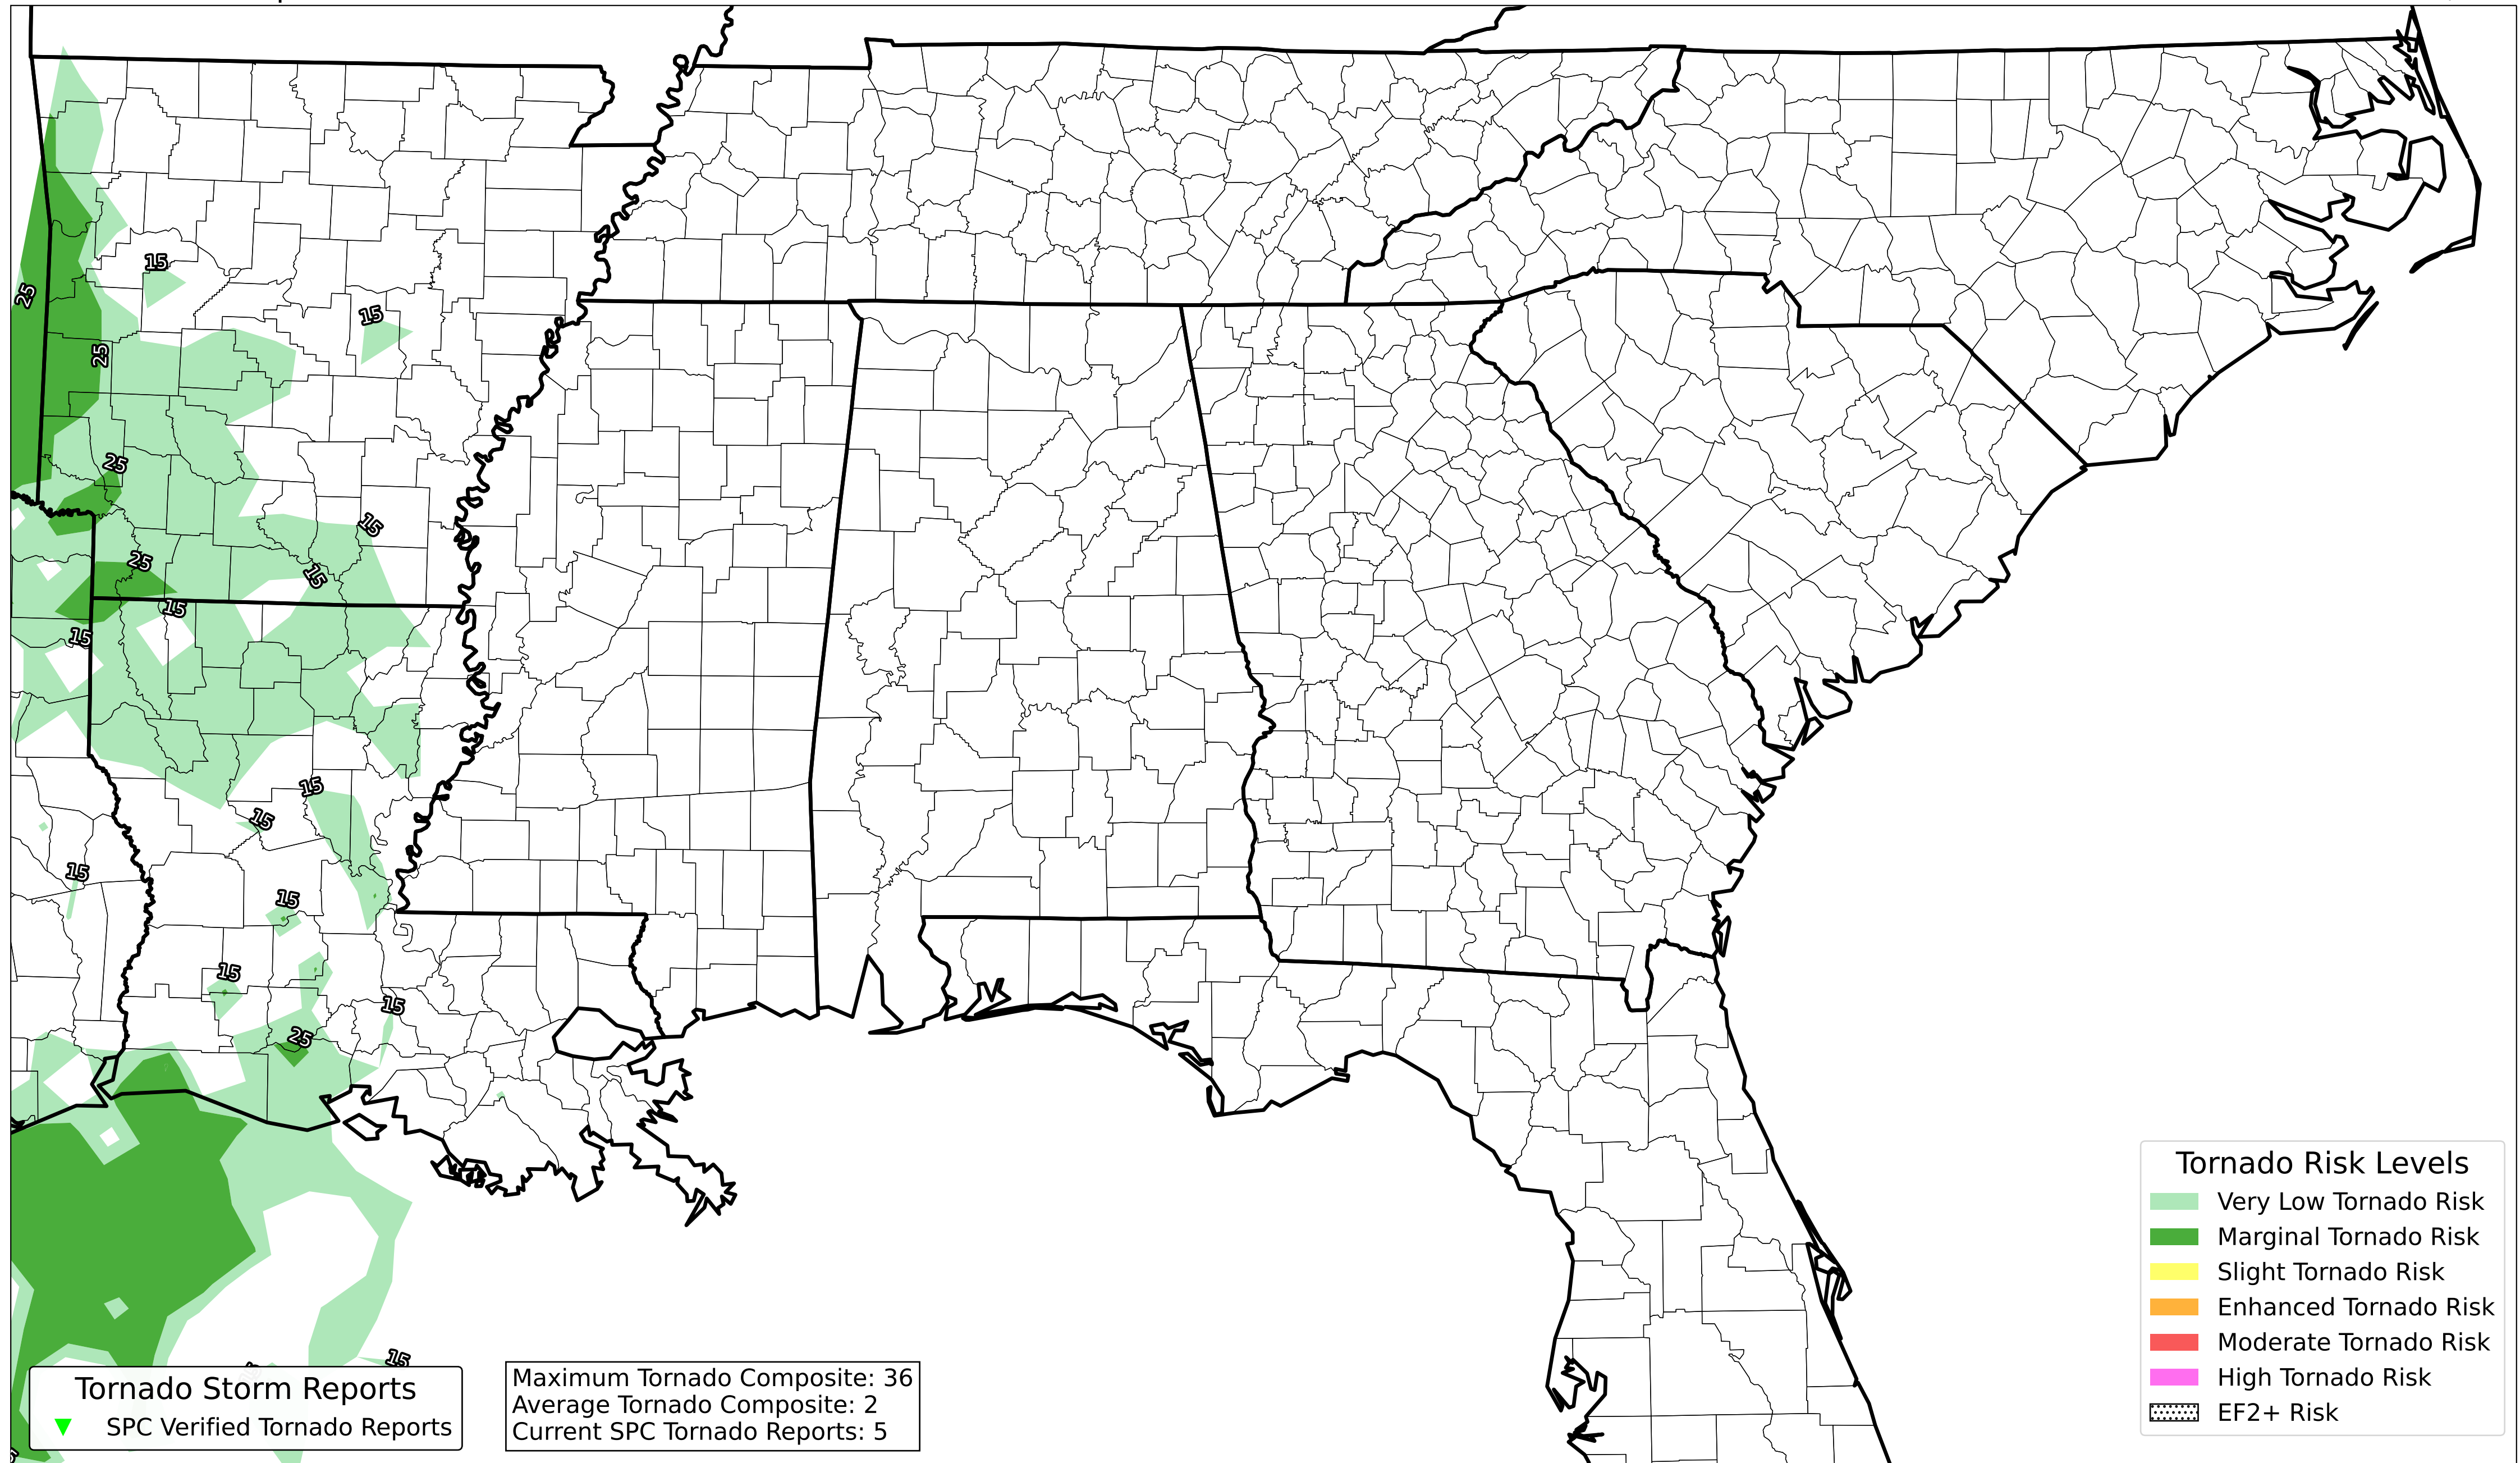 15
25
15
25
25
15
25
15
15
15
15
15
15
15
15
15
25
15
Tornado Storm Reports
SPC Verified Tornado Reports
Maximum Tornado Composite: 36
Average Tornado Composite: 2
Current SPC Tornado Reports: 5
Tornado Risk Levels
Very Low Tornado Risk
Marginal Tornado Risk
Slight Tornado Risk
Enhanced Tornado Risk
Moderate Tornado Risk
High Tornado Risk
EF2+ Risk